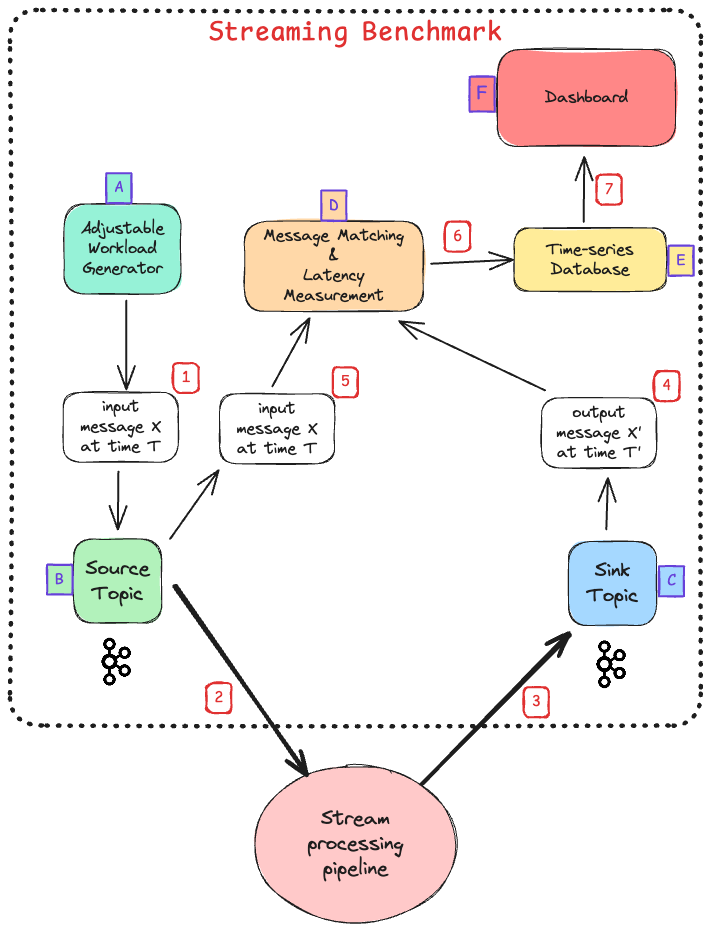 Streaming Benchmark
F
Dashboard
A
Adjustable
Workload
Generator
D
Message Matching
&
Latency
Measurement
6
7
Time-series
Database
E
1
input
message X
at time T
5
input
message X
at time T
4
output
message X'
at time T'
B
Source
Topic
Sink
Topic
C
2
3
Stream
processing
pipeline